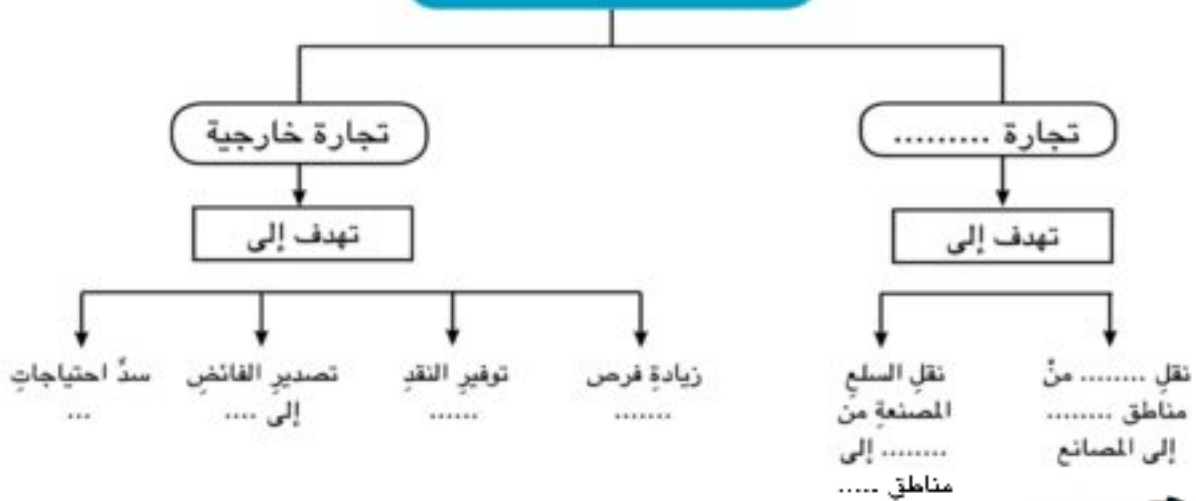 تجارة .........
تجارة خارجية
تهدف إلى
تهدف إلى
نقلِ ........ منْ
مناطق ........
إلى المصانع
نقلِ السلعِ
المصنعةِ من
........ إلى
مناطقِ .....
زيادةِ فرص
.......
توفيرِ النقدِ
......
تصديرِ الفائضِ
إلى ....
سدِّ احتياجاتِ
...